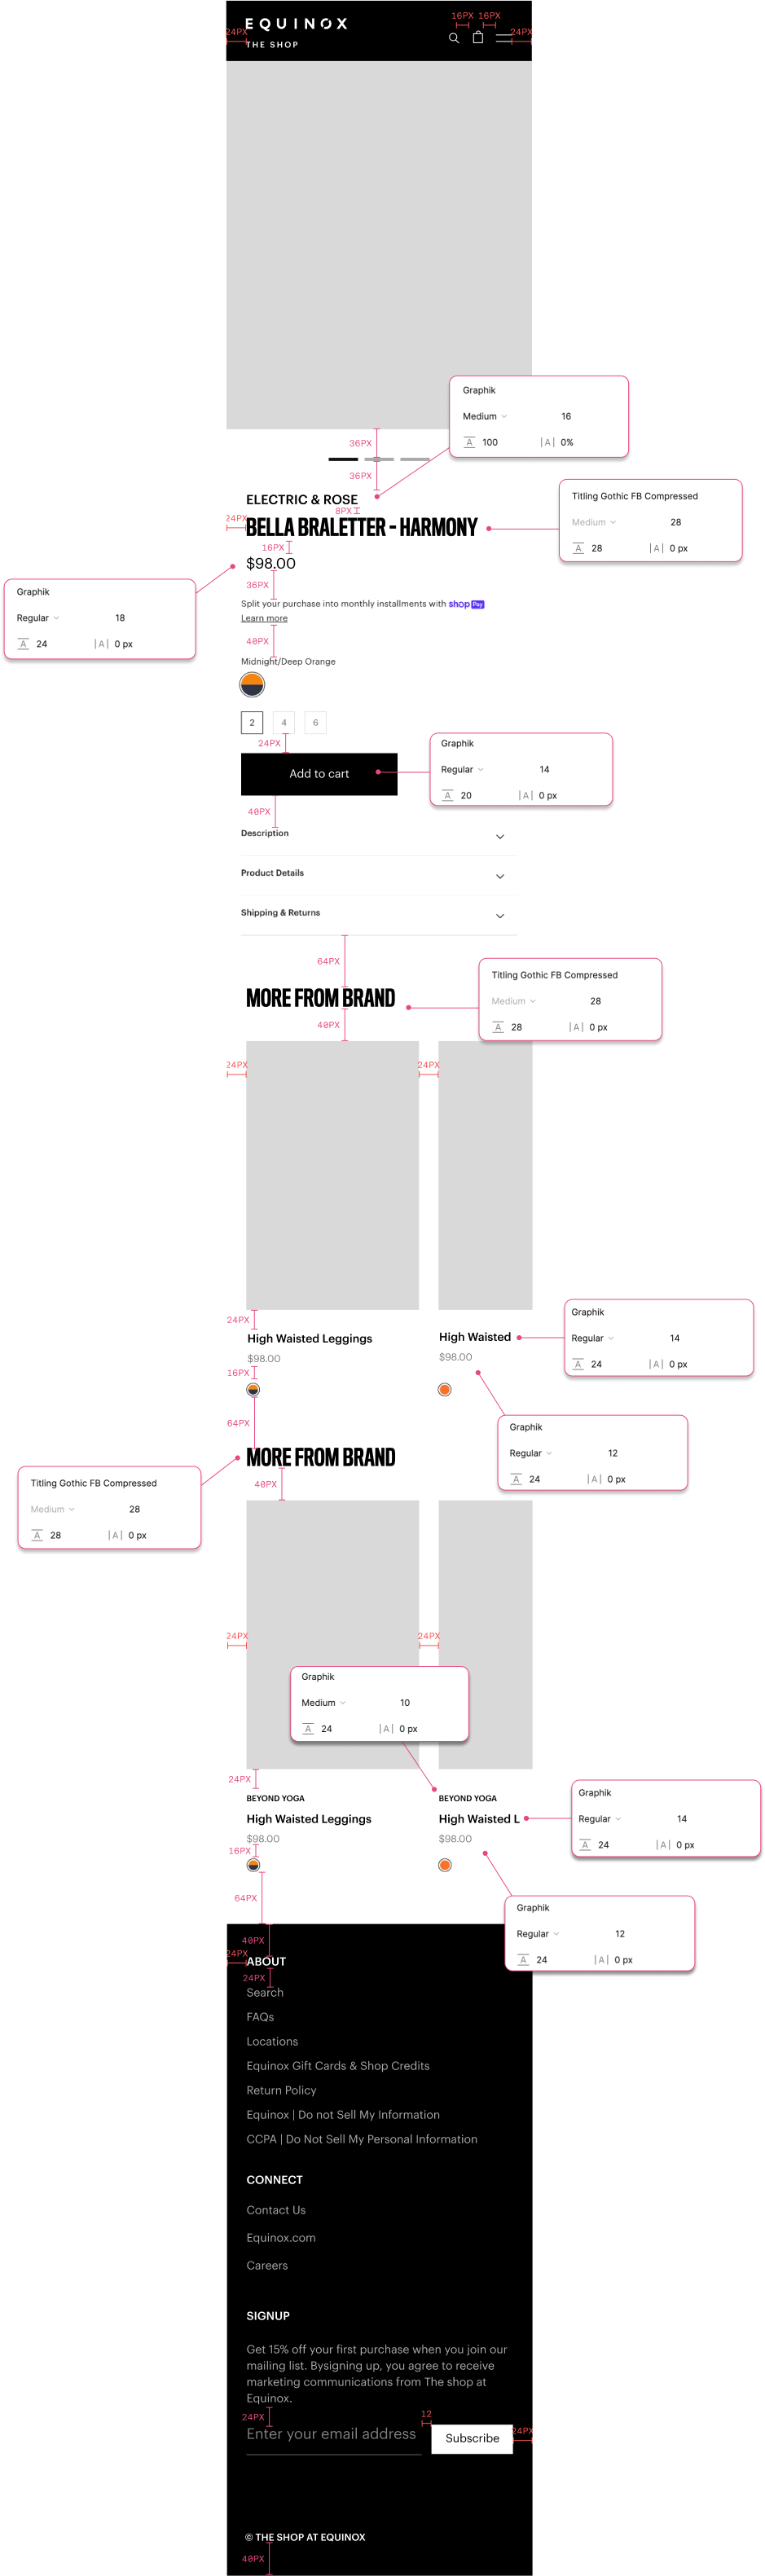 EQUINOX
THE SHOP
16PX 16PX
24PX
24PX
Graphik
Medium 16
A 100 |A| 0%
36PX
36PX
ELECTRIC & ROSE
8PX
24PX
BELLA BRALETTER - HARMONY
Titling Gothic FB Compressed
Medium 28
A 28 |A| 0 px
16PX
$98.00
Graphik
Regular 18
A 24 |A| 0 px
36PX
Split your purchase into monthly installments with shop Pay
Learn more
40PX
Midnight/Deep Orange
2 4 6
24PX
Add to cart
Graphik
Regular 14
A 20 |A| 0 px
40PX
Description
Product Details
Shipping & Returns
64PX
MORE FROM BRAND
Titling Gothic FB Compressed
Medium 28
A 28 |A| 0 px
40PX
24PX 24PX
24PX
High Waisted Leggings
$98.00
High Waisted
$98.00
Graphik
Regular 14
A 24 |A| 0 px
16PX
64PX
Graphik
Regular 12
A 24 |A| 0 px
MORE FROM BRAND
Titling Gothic FB Compressed
Medium 28
A 28 |A| 0 px
40PX
24PX 24PX
Graphik
Medium 10
A 24 |A| 0 px
24PX
BEYOND YOGA
High Waisted Leggings
$98.00
BEYOND YOGA
High Waisted L
$98.00
Graphik
Regular 14
A 24 |A| 0 px
16PX
64PX
Graphik
Regular 12
A 24 |A| 0 px
40PX
24PX
ABOUT
24PX
Search
FAQs
Locations
Equinox Gift Cards & Shop Credits
Return Policy
Equinox | Do not Sell My Information
CCPA | Do Not Sell My Personal Information
CONNECT
Contact Us
Equinox.com
Careers
SIGNUP
Get 15% off your first purchase when you join our
mailing list. Bysigning up, you agree to receive
marketing communications from The shop at
Equinox.
24PX
12
24PX
Enter your email address
Subscribe
© THE SHOP AT EQUINOX
40PX